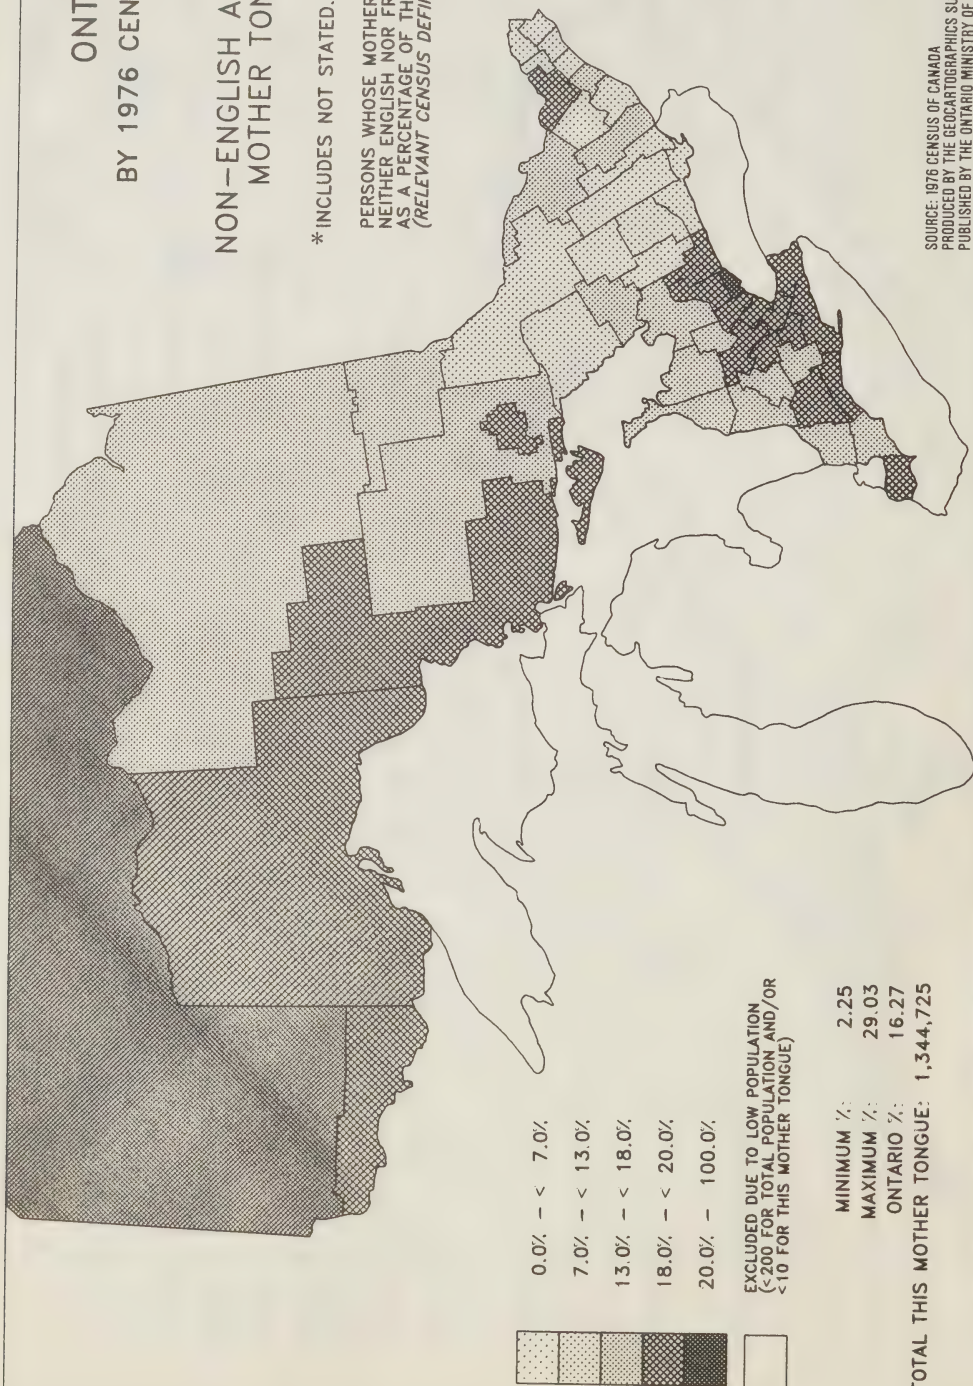 ONT
BY 1976 CEN
NON-ENGLISH A
MOTHER TON
*INCLUDES NOT STATED.
PERSONS WHOSE MOTHER
NEITHER ENGLISH NOR FR
AS A PERCENTAGE OF TH
(RELEVANT CENSUS DEFI
0.0% - < 7.0%
7.0% - < 13.0%
13.0% - < 18.0%
18.0% - < 20.0%
20.0% - 100.0%
EXCLUDED DUE TO LOW POPULATION
(<200 FOR TOTAL POPULATION AND/OR
<10 FOR THIS MOTHER TONGUE)
MINIMUM %: 2.25
MAXIMUM %: 29.03
ONTARIO %: 16.27
OTAL THIS MOTHER TONGUE: 1,344,725
SOURCE: 1976 CENSUS OF CANADA
PRODUCED BY THE GEOCARTOGRAPHICS SU
PUBLISHED BY THE ONTARIO MINISTRY OF